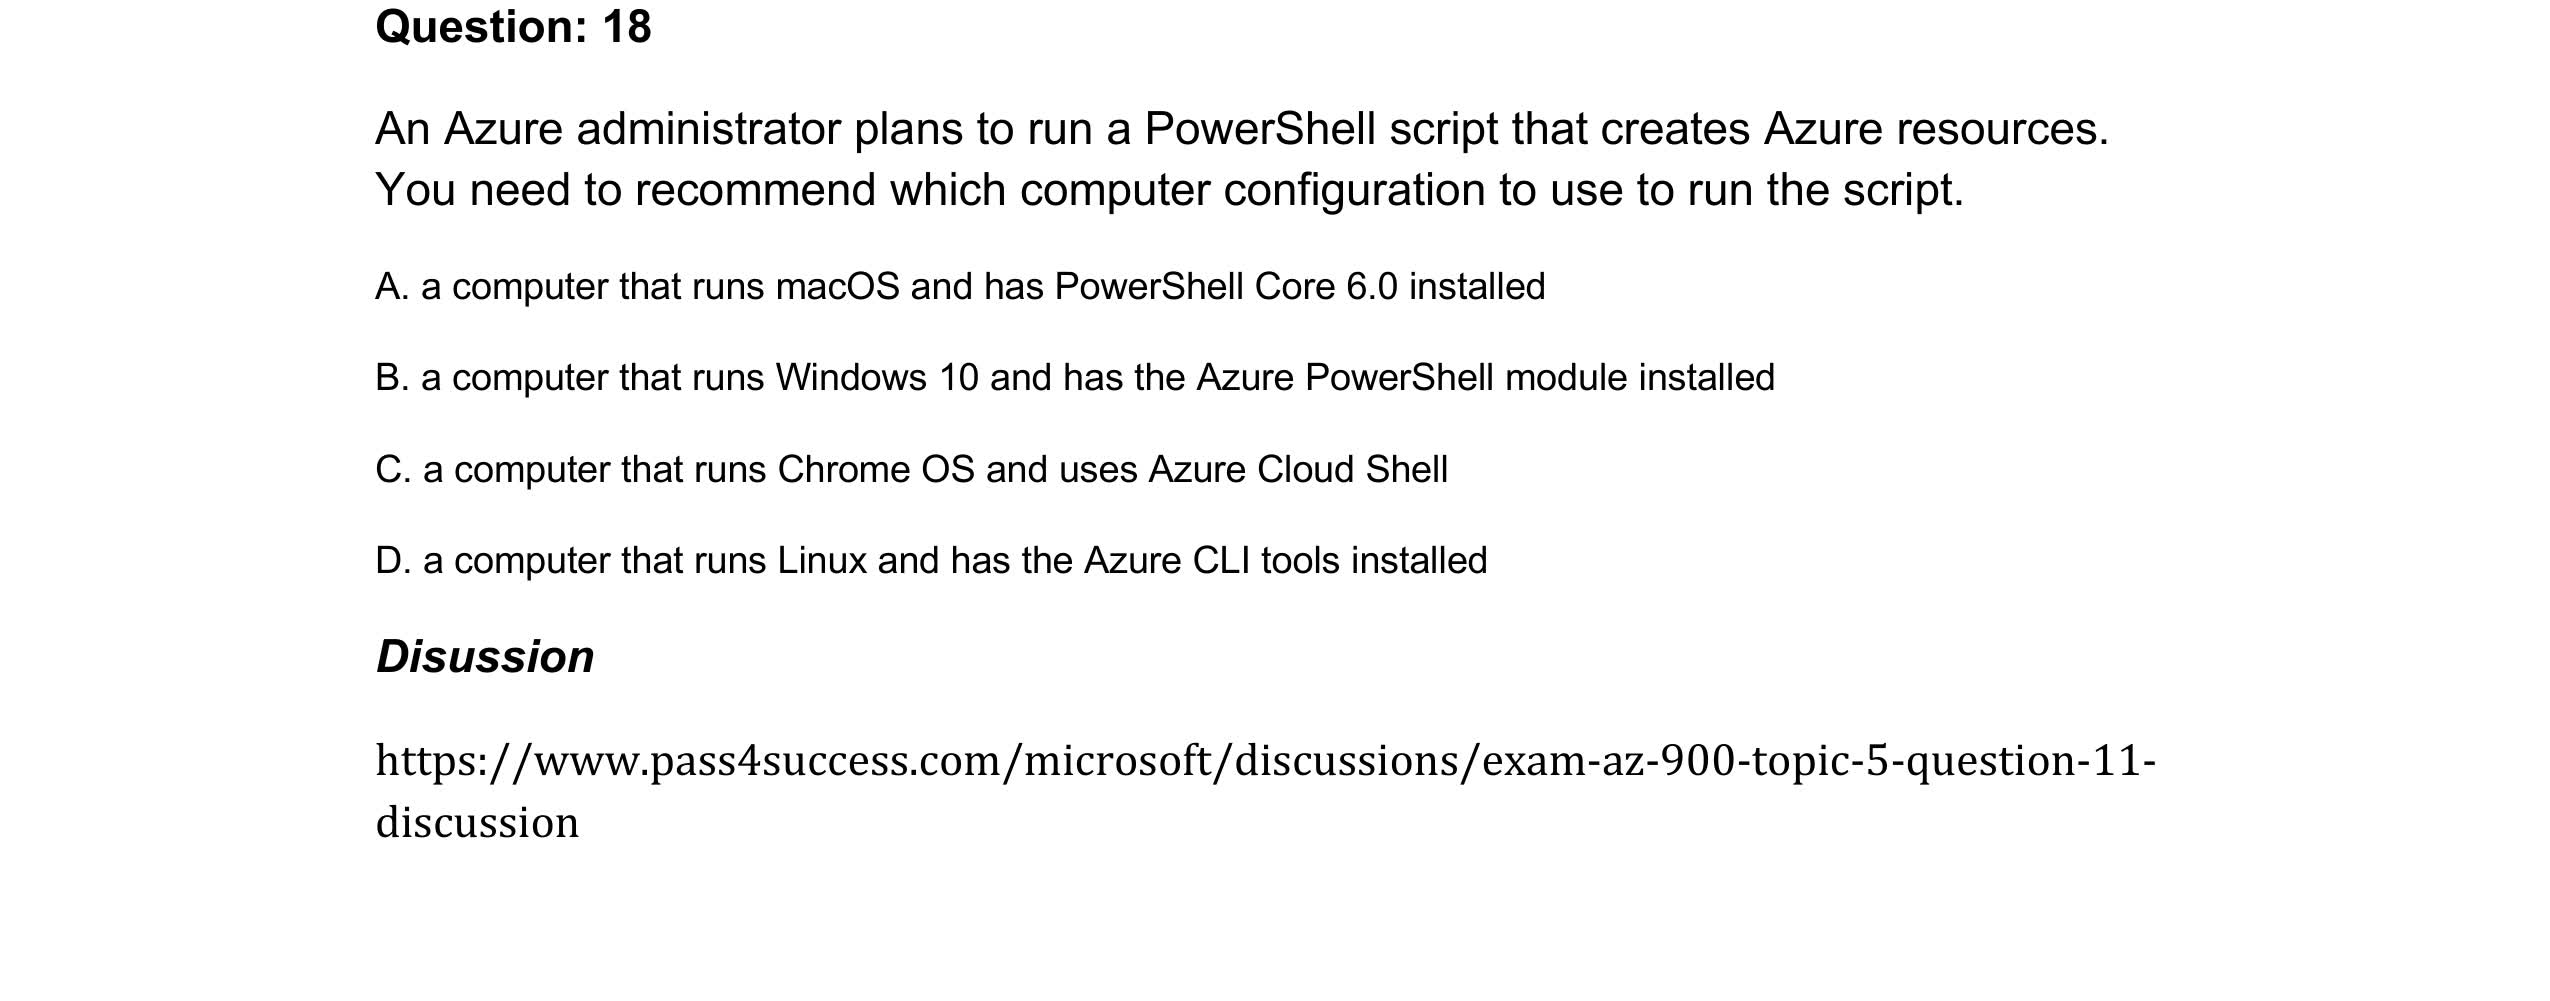 Question: 18
An Azure administrator plans to run a PowerShell script that creates Azure resources.
You need to recommend which computer configuration to use to run the script.
A. a computer that runs macOS and has PowerShell Core 6.0 installed
B. a computer that runs Windows 10 and has the Azure PowerShell module installed
C. a computer that runs Chrome OS and uses Azure Cloud Shell
D. a computer that runs Linux and has the Azure CLI tools installed
Disussion
https://www.pass4success.com/microsoft/discussions/exam-az-900-topic-5-question-11-
discussion